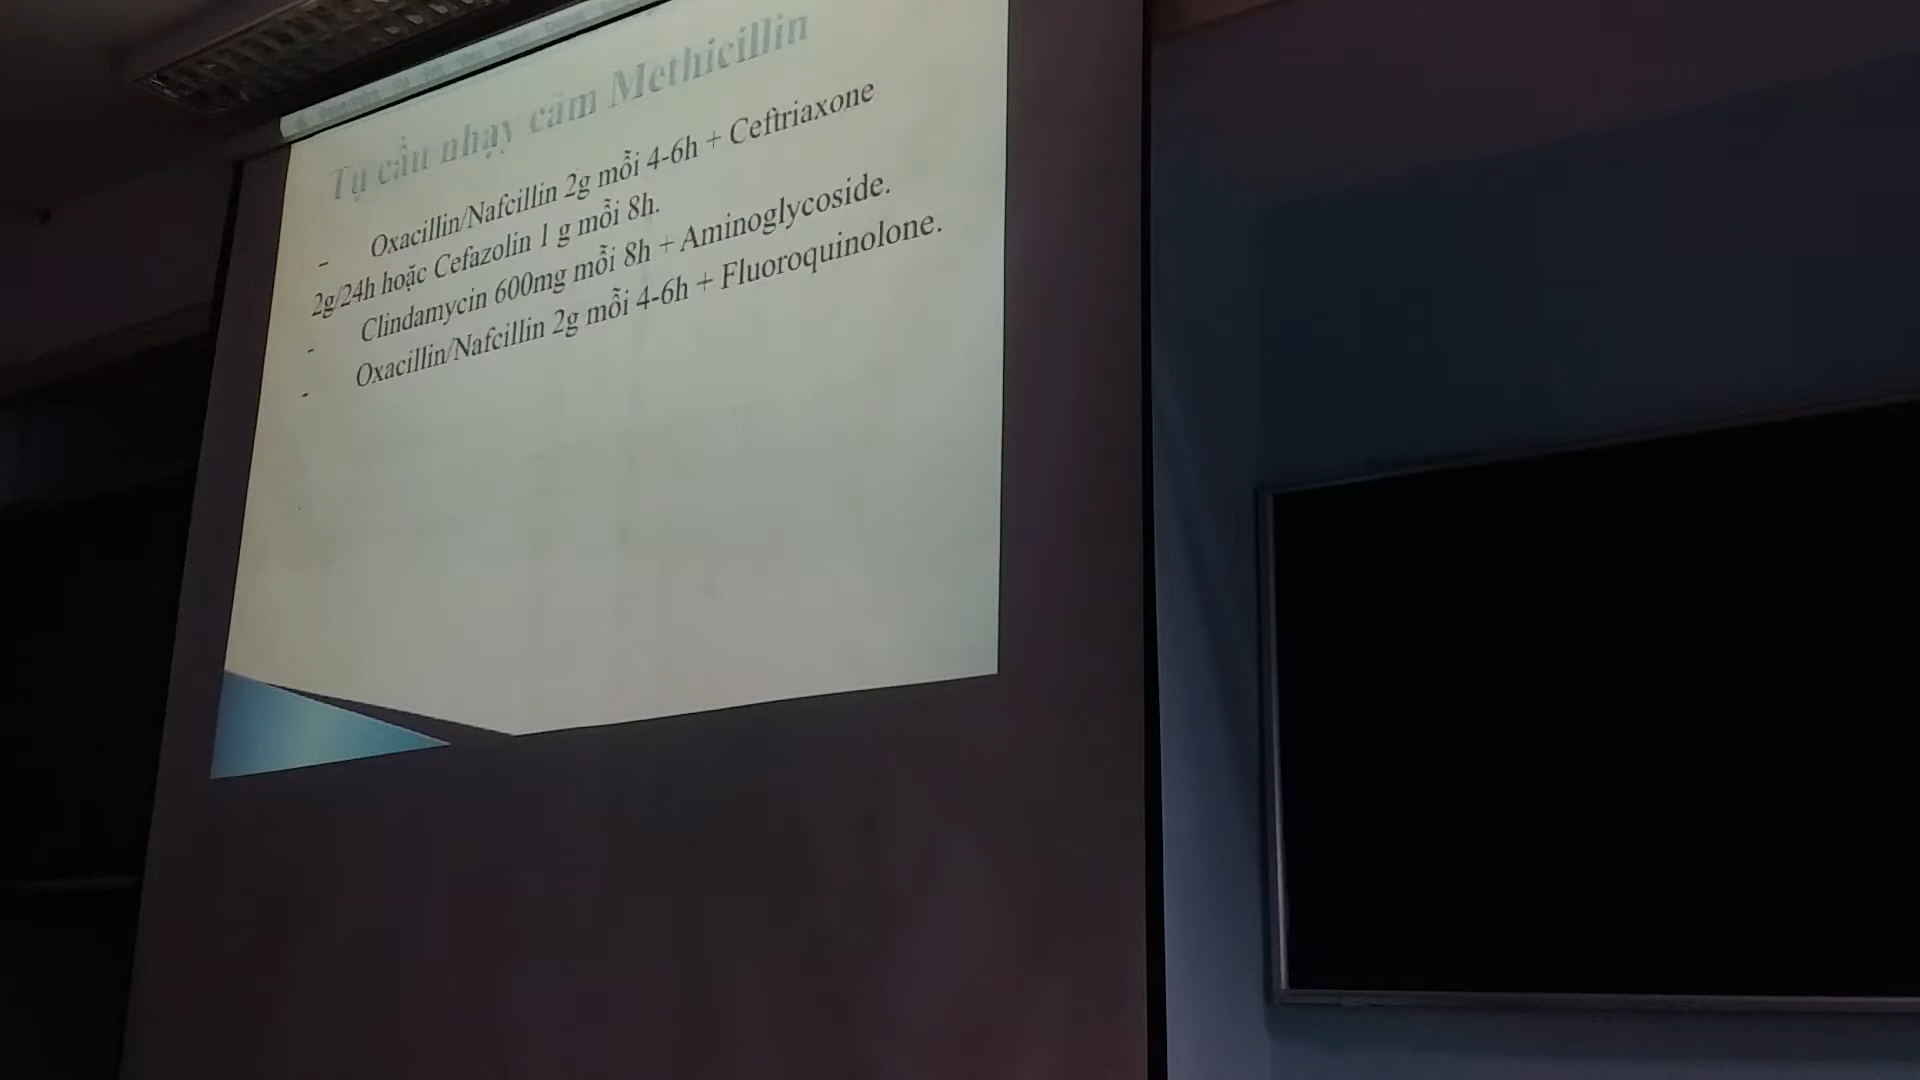 Tụ cầu nhạy cảm Methicillin
- Oxacillin/Nafcillin 2g mỗi 4-6h + Ceftriaxone
2g/24h hoặc Cefazolin 1 g mỗi 8h.
- Clindamycin 600mg mỗi 8h + Aminoglycoside.
- Oxacillin/Nafcillin 2g mỗi 4-6h + Fluoroquinolone.